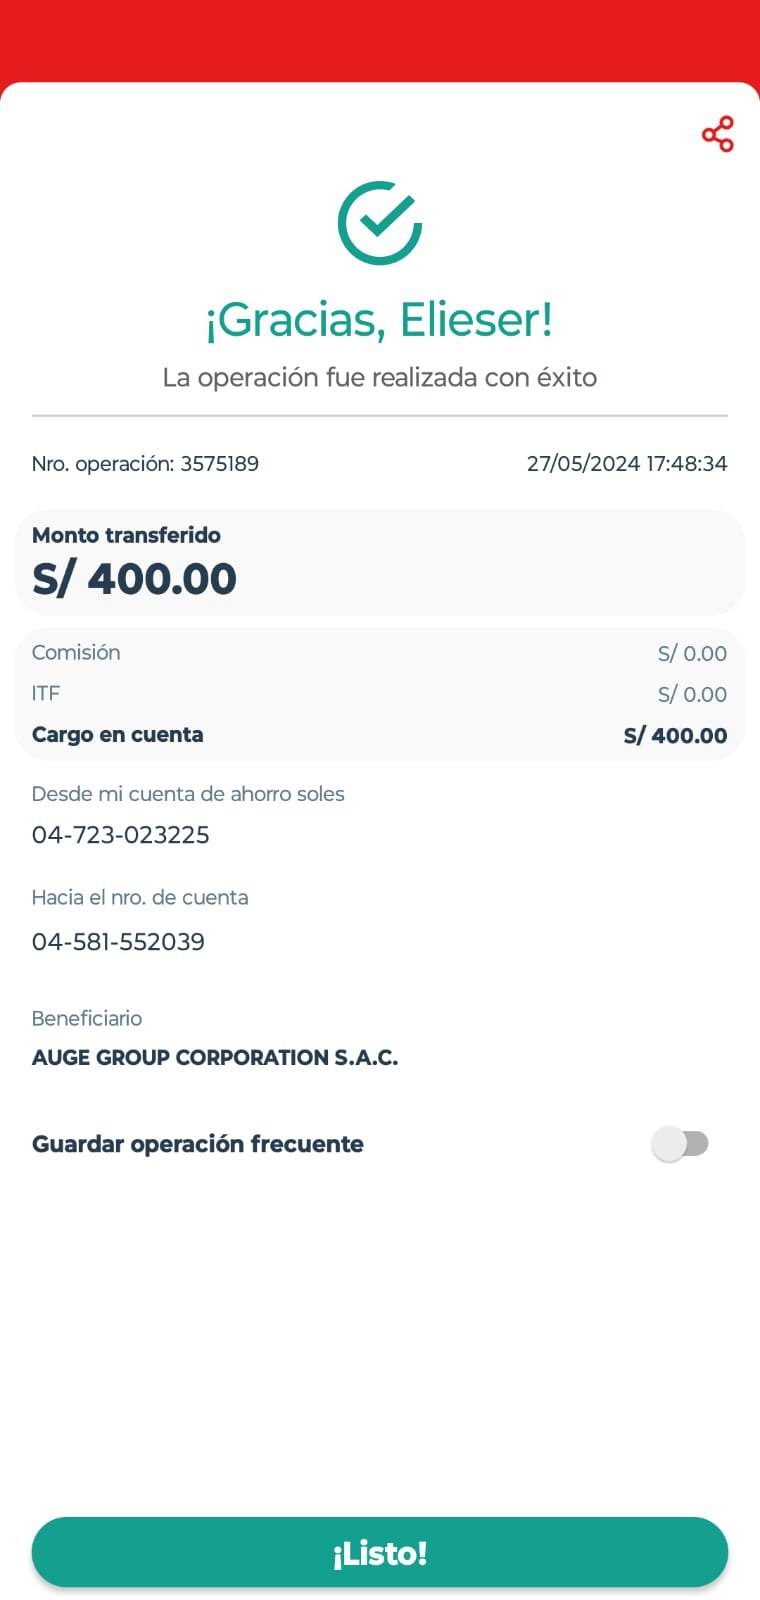 ¡Gracias, Elieser!
La operación fue realizada con éxito
Nro. operación: 3575189 27/05/2024 17:48:34
Monto transferido
S/ 400.00
Comisión S/ 0.00
ITF S/ 0.00
Cargo en cuenta S/ 400.00
Desde mi cuenta de ahorro soles
04-723-023225
Hacia el nro. de cuenta
04-581-552039
Beneficiario
AUGE GROUP CORPORATION S.A.C.
Guardar operación frecuente
¡Listo!